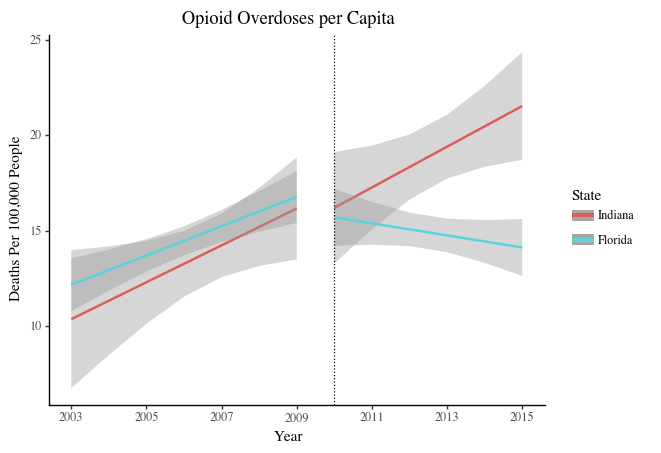 Opioid Overdoses per Capita
25
20
15
10
Deaths Per 100,000 People
2003
2005
2007
2009
2011
2013
2015
Year
State
Indiana
Florida